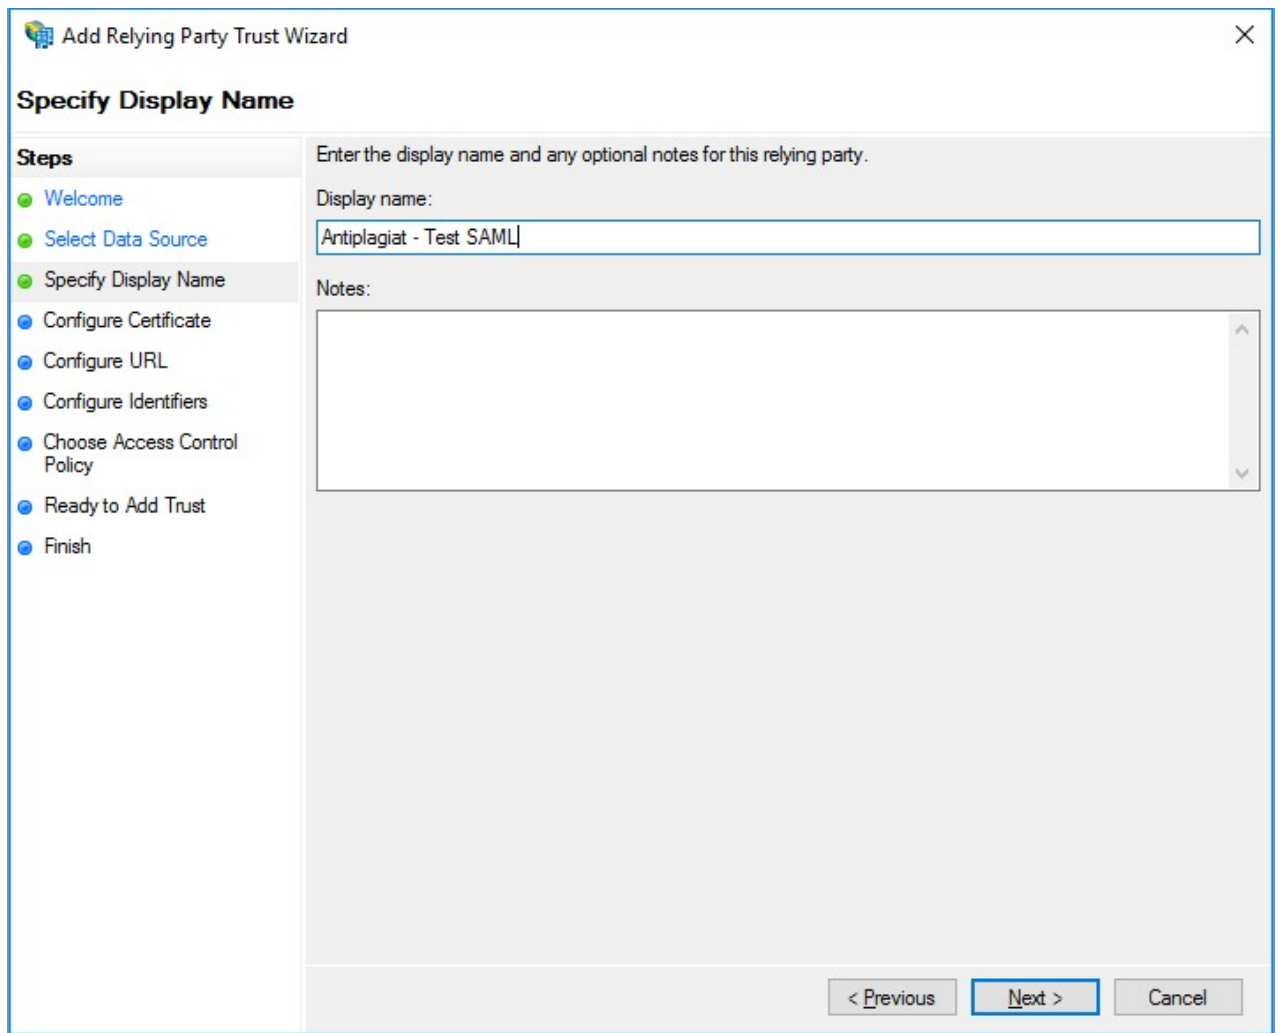 Add Relying Party Trust Wizard
Specify Display Name
Steps
Welcome
Select Data Source
Specify Display Name
Configure Certificate
Configure URL
Configure Identifiers
Choose Access Control
Policy
Ready to Add Trust
Finish
Enter the display name and any optional notes for this relying party.
Display name:
Antiplagiat - Test SAML
Notes:
< Previous
Next >
Cancel